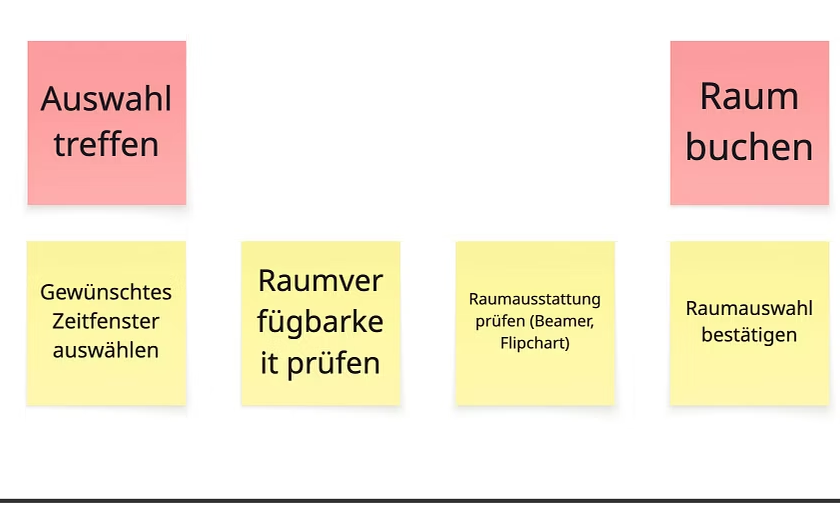 Auswahl
treffen
Raum
buchen
Gewünschtes
Zeitfenster
auswählen
Raumver
fügbarke
it prüfen
Raumausstattung
prüfen (Beamer,
Flipchart)
Raumauswahl
bestätigen